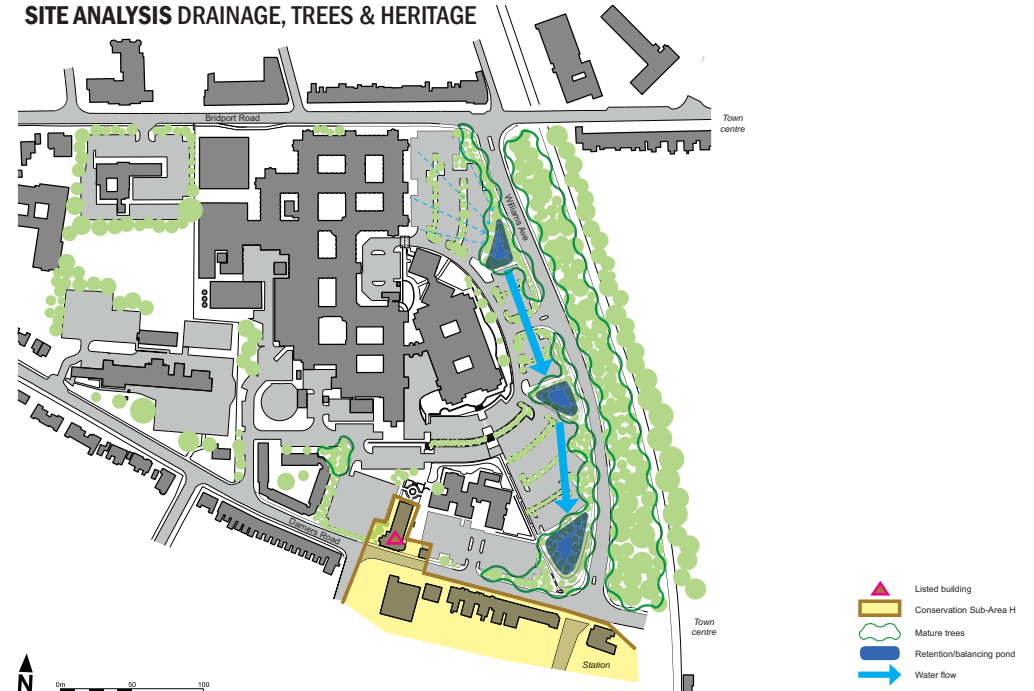 SITE ANALYSIS DRAINAGE, TREES & HERITAGE
Bridport Road
Town
centre
Williams Ave
Damers Road
Station
Town
centre
Listed building
Conservation Sub-Area H
Mature trees
Retention/balancing pond
Water flow
N
0m 50 100